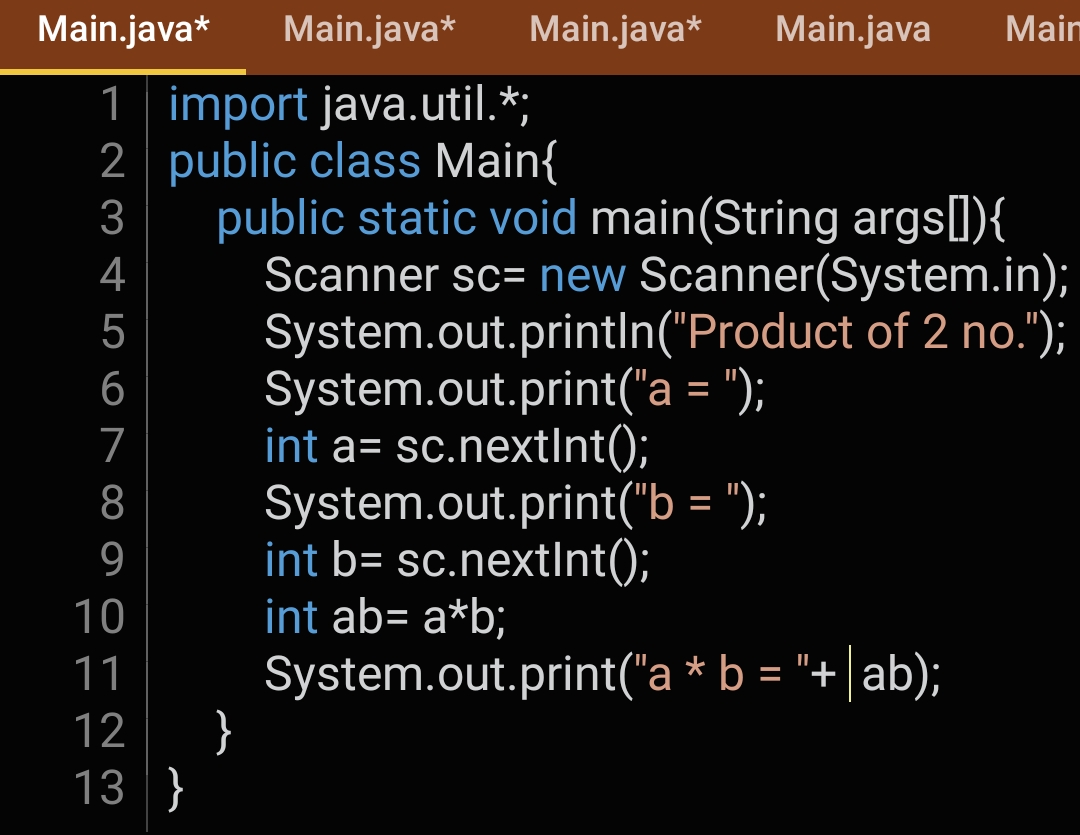 Main.java* Main.java* Main.java* Main.java Main
1 import java.util.*;
2 public class Main{
3 public static void main(String args[]){
4 Scanner sc= new Scanner(System.in);
5 System.out.println("Product of 2 no.");
6 System.out.print("a = ");
7 int a= sc.nextInt();
8 System.out.print("b = ");
9 int b= sc.nextInt();
10 int ab= a*b;
11 System.out.print("a * b = "+ ab);
12 }
13 }